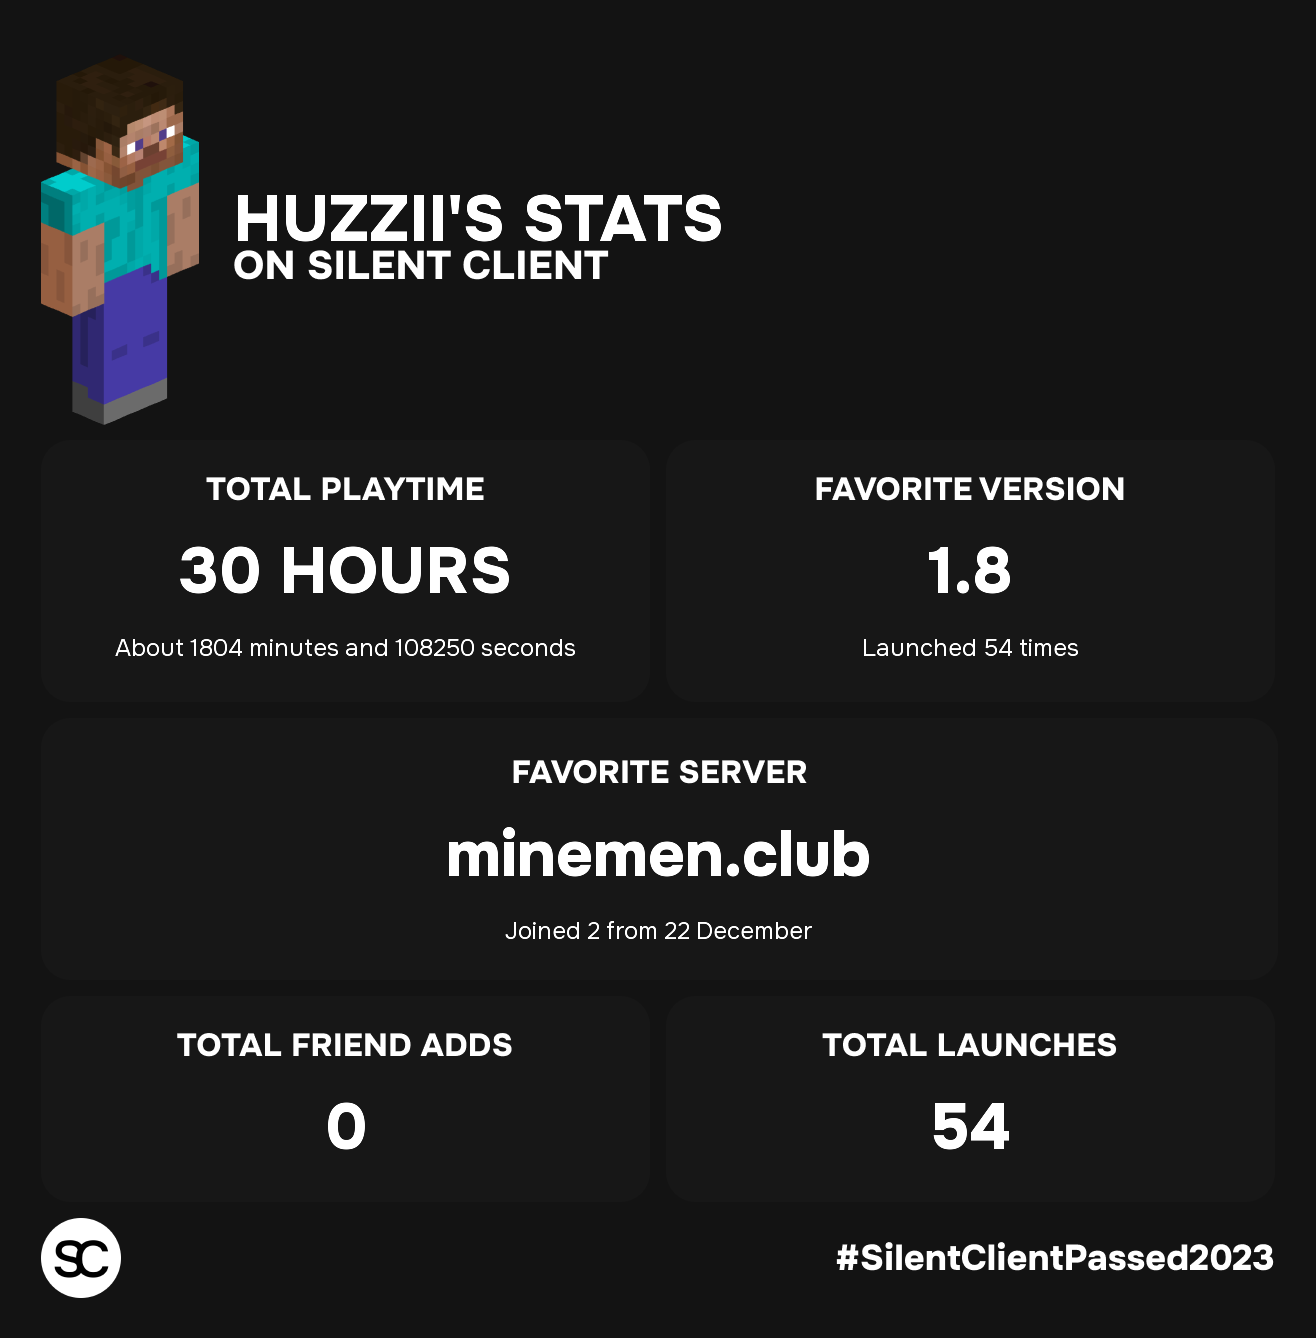 HUZZII'S STATS
ON SILENT CLIENT
TOTAL PLAYTIME
30 HOURS
About 1804 minutes and 108250 seconds
FAVORITE VERSION
1.8
Launched 54 times
FAVORITE SERVER
minemen.club
Joined 2 from 22 December
TOTAL FRIEND ADDS
0
TOTAL LAUNCHES
54
SC
#SilentClientPassed2023